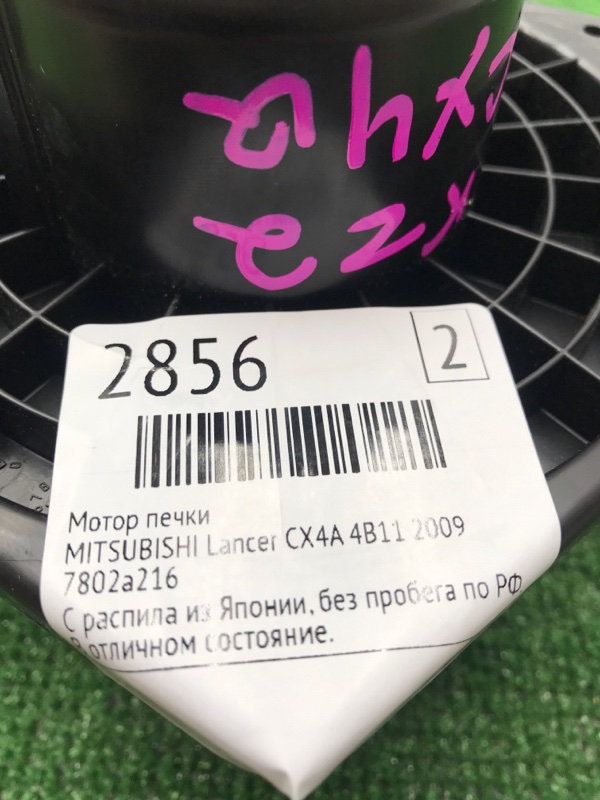 2856
2
Мотор печки
MITSUBISHI Lancer CX4A 4B11 2009
7802a216
С распила из Японии, без пробега по РФ
В отличном состояние.